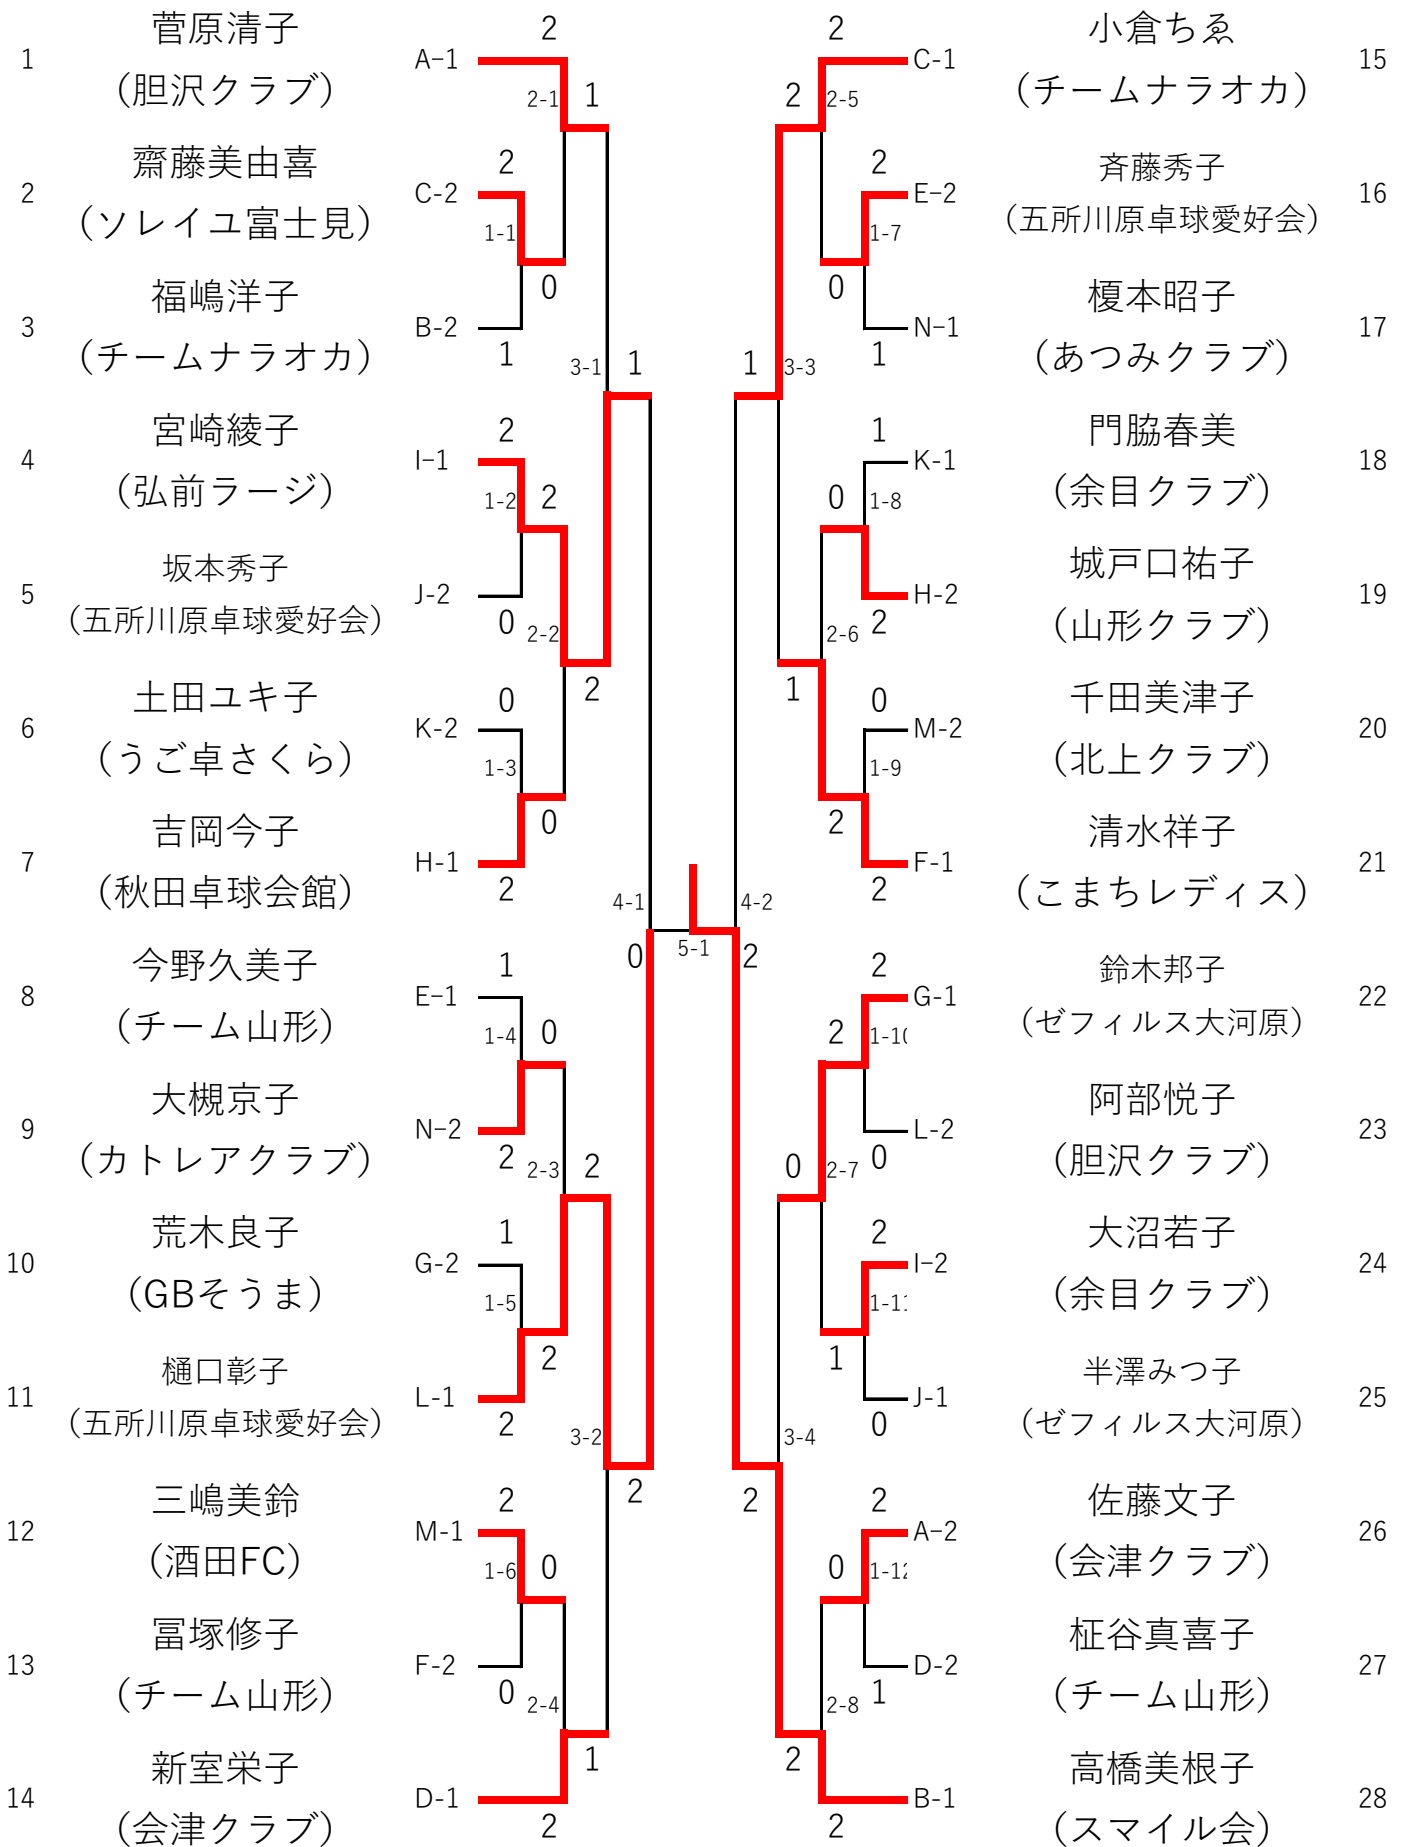 1 菅原清子 A-1 2
(胆沢クラブ)
2-1 1
2 齋藤美由喜 C-2 2
(ソレイユ富士見)
1-1
0
3 福嶋洋子 B-2 1
(チームナラオカ)
3-1 1
4 宮崎綾子 I-1 2
(弘前ラージ)
1-2 2
5 坂本秀子 J-2 0
(五所川原卓球愛好会)
2-2
2
6 土田ユキ子 K-2 0
(うご卓さくら)
1-3
0
7 吉岡今子 H-1 2
(秋田卓球会館)
4-1
0
8 今野久美子 E-1 1
(チーム山形)
1-4 0
9 大槻京子 N-2 2
(カトレアクラブ)
2-3 2
10 荒木良子 G-2 1
(GBそうま)
1-5
2
11 樋口彰子 L-1 2
(五所川原卓球愛好会)
3-2
2
12 三嶋美鈴 M-1 2
(酒田FC)
1-6 0
13 冨塚修子 F-2 0
(チーム山形)
2-4
1
14 新室栄子 D-1 2
(会津クラブ)
5-1
2 C-1 小倉ちゑ 15
(チームナラオカ)
2 2-5
2 E-2 斉藤秀子 16
(五所川原卓球愛好会)
1-7
0
1 N-1 榎本昭子 17
(あつみクラブ)
1 3-3
1 K-1 門脇春美 18
(余目クラブ)
0 1-8
2 H-2 城戸口祐子 19
(山形クラブ)
2-6
1
0 M-2 千田美津子 20
(北上クラブ)
1-9
2
2 F-1 清水祥子 21
(こまちレディス)
4-2
2
2 G-1 鈴木邦子 22
(ゼフィルス大河原)
2 1-10
0 L-2 阿部悦子 23
(胆沢クラブ)
0 2-7
2 I-2 大沼若子 24
(余目クラブ)
1-11
1
0 J-1 半澤みつ子 25
(ゼフィルス大河原)
3-4
2
2 A-2 佐藤文子 26
(会津クラブ)
0 1-12
1 D-2 柾谷真喜子 27
(チーム山形)
2-8
2
2 B-1 高橋美根子 28
(スマイル会)